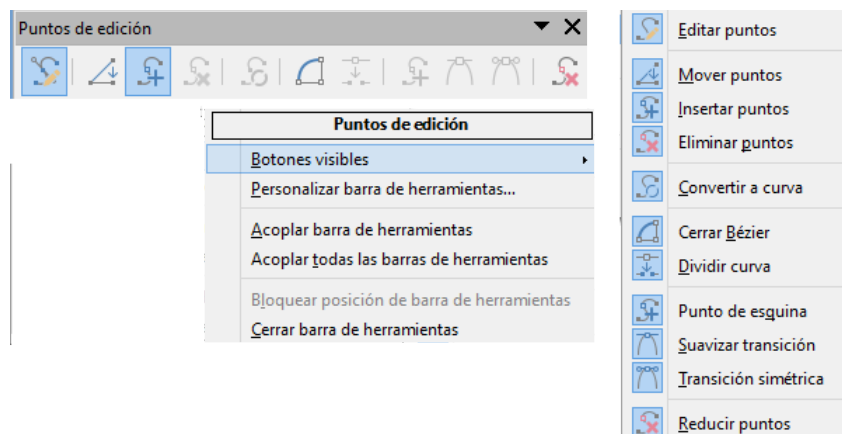 Puntos de edición
Puntos de edición
Botones visibles
Personalizar barra de herramientas...
Acoplar barra de herramientas
Acoplar todas las barras de herramientas
Bloquear posición de barra de herramientas
Cerrar barra de herramientas
Editar puntos
Mover puntos
Insertar puntos
Eliminar puntos
Convertir a curva
Cerrar Bézier
Dividir curva
Punto de esquina
Suavizar transición
Transición simétrica
Reducir puntos